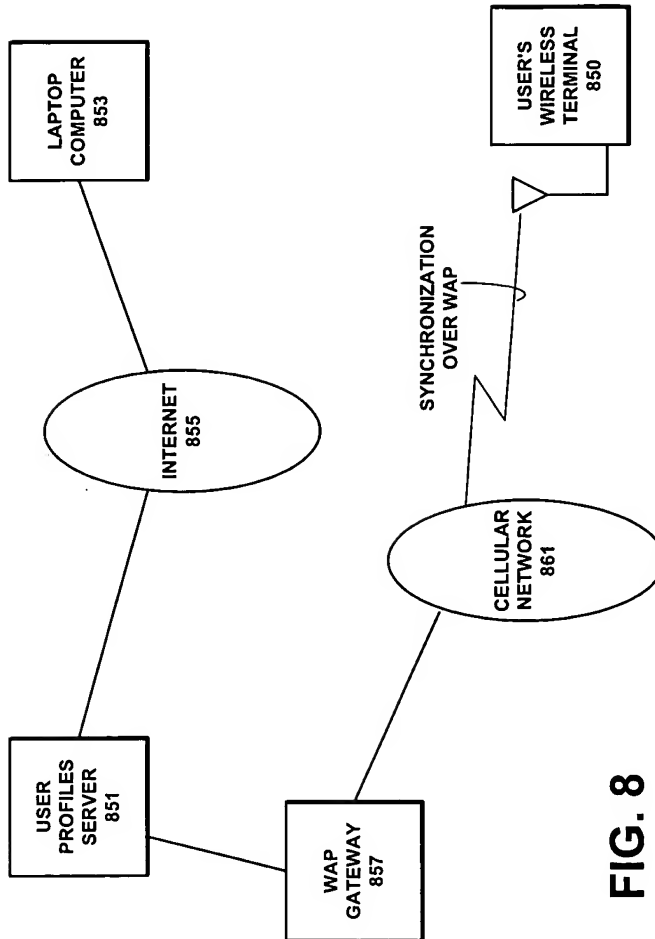 LAPTOP
COMPUTER
853
INTERNET
855
USER
PROFILES
SERVER
851
USER'S
WIRELESS
TERMINAL
850
SYNCHRONIZATION
OVER WAP
CELLULAR
NETWORK
861
WAP
GATEWAY
857
FIG. 8